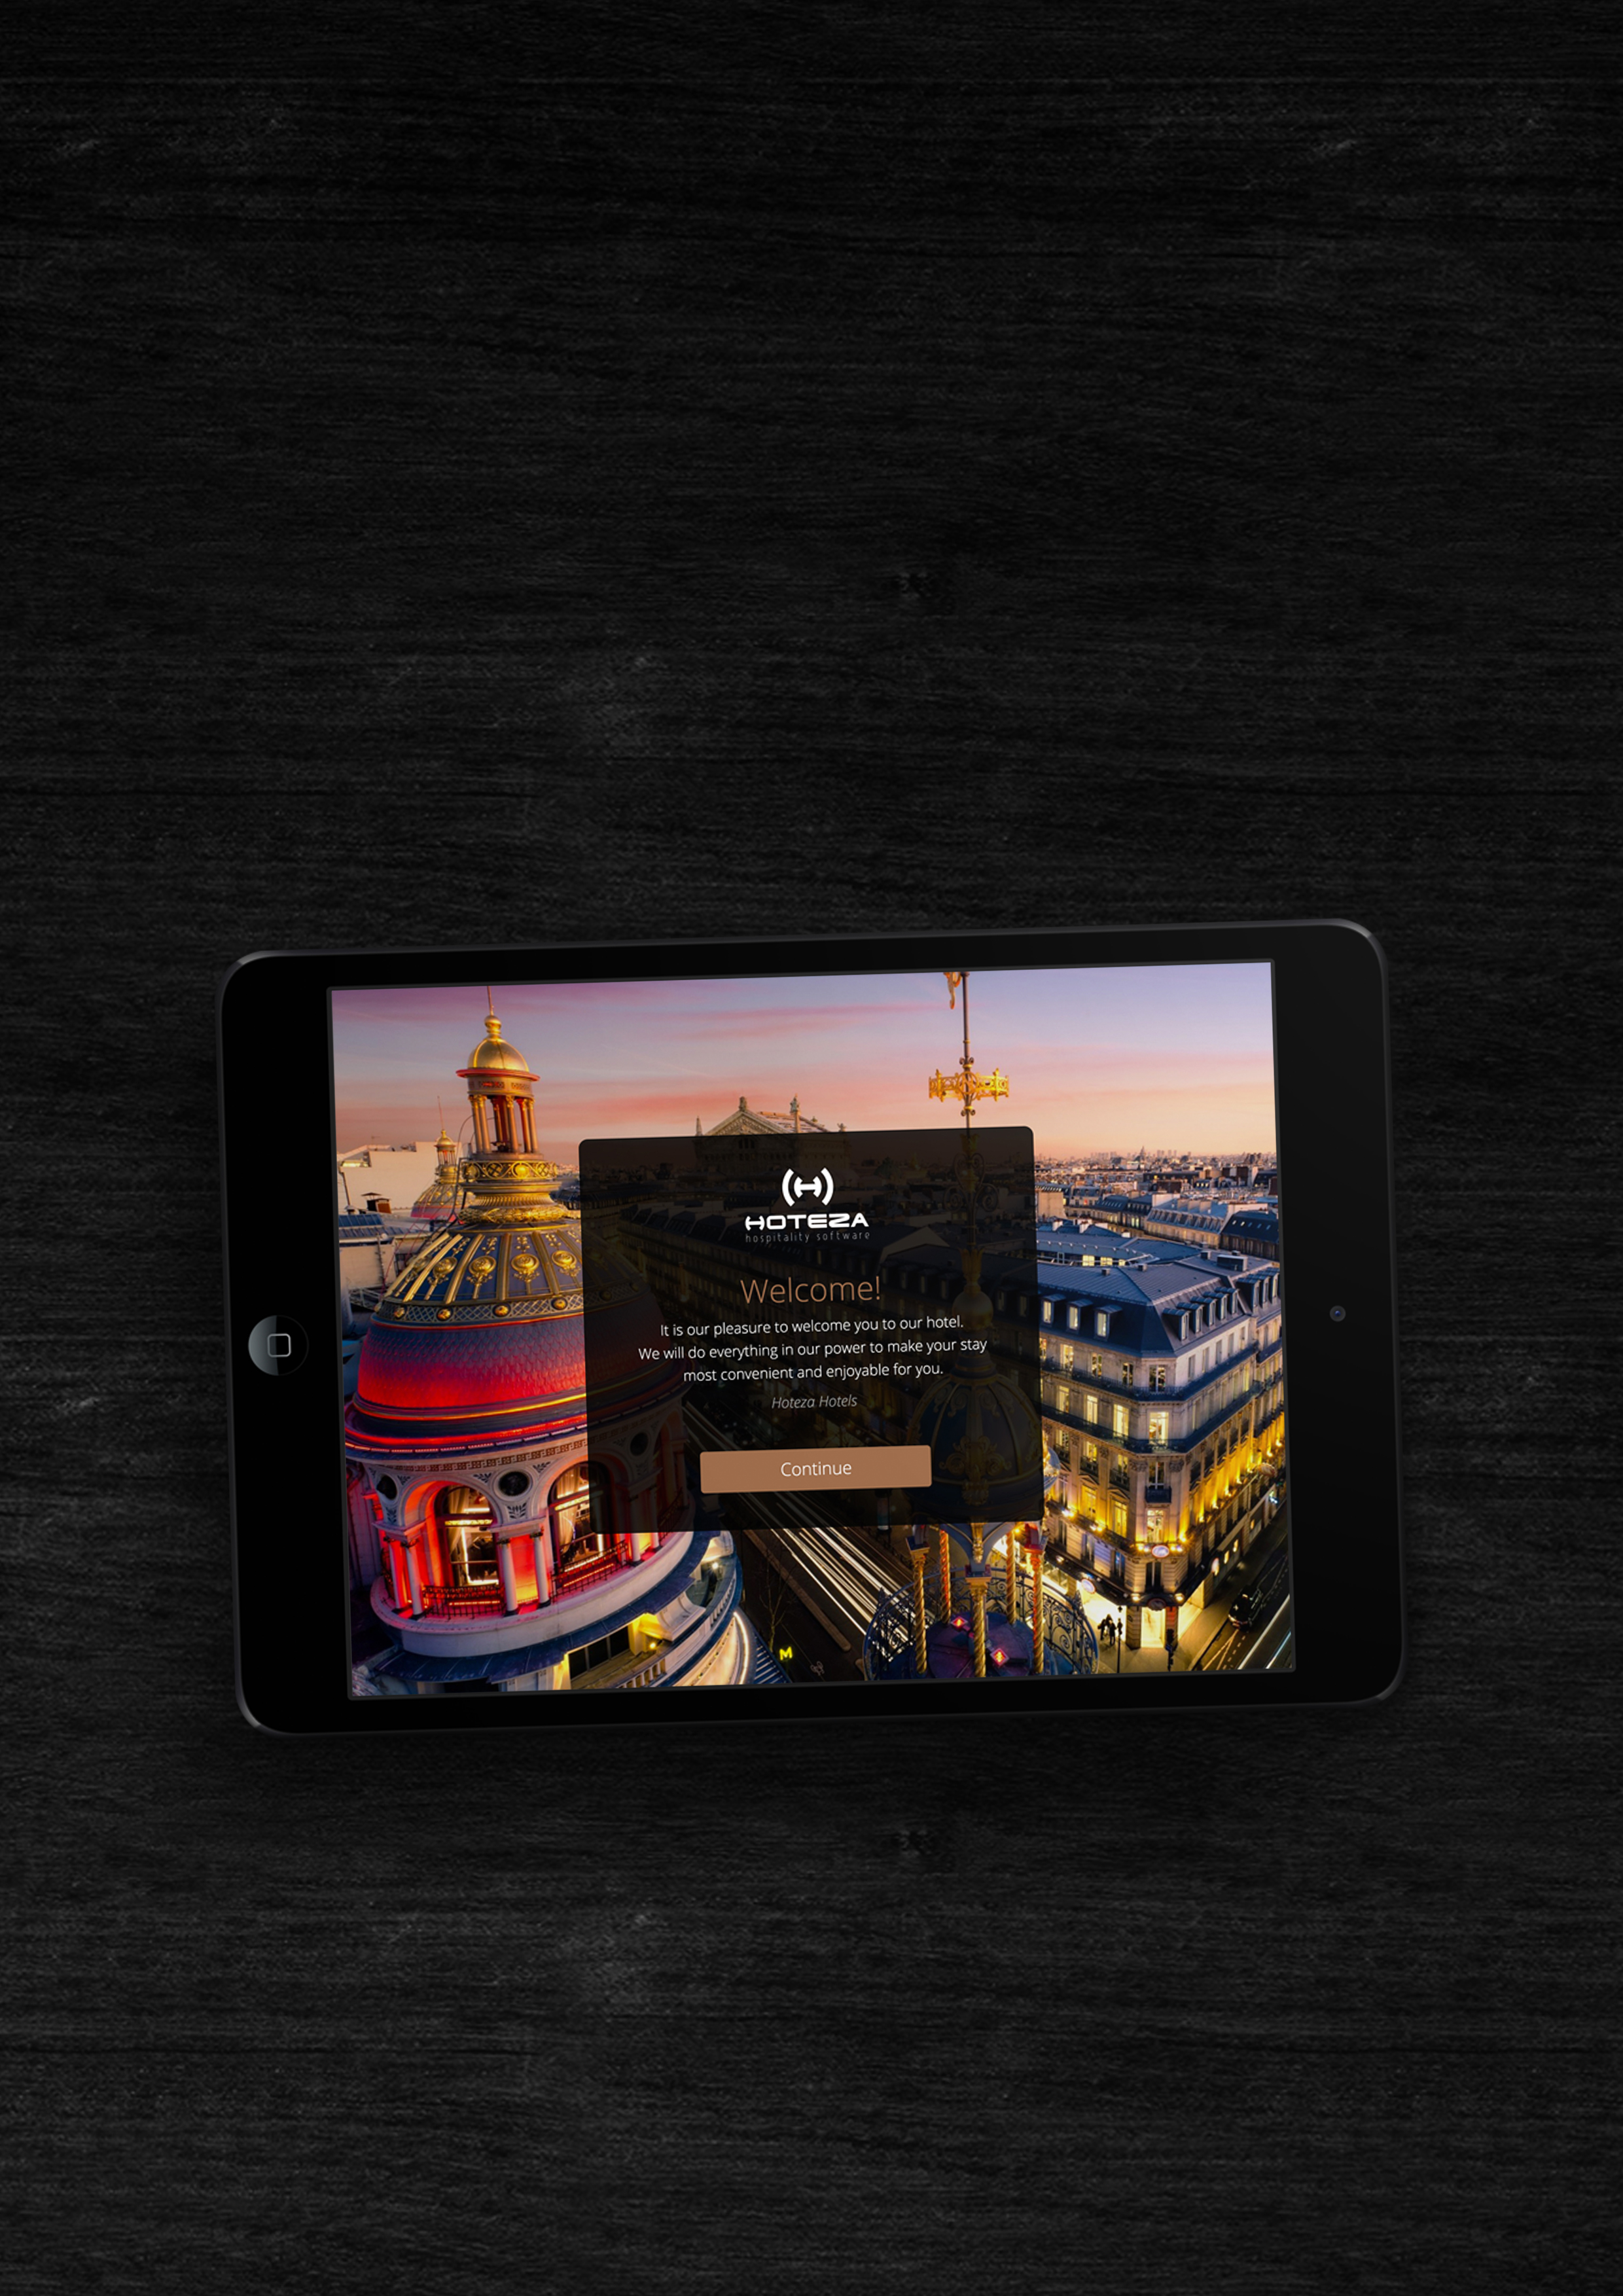 HOTEZA
hospitality software
Welcome!
It is our pleasure to welcome you to our hotel.
We will do everything in our power to make your stay
most convenient and enjoyable for you.
Hoteza Hotels
Continue
M